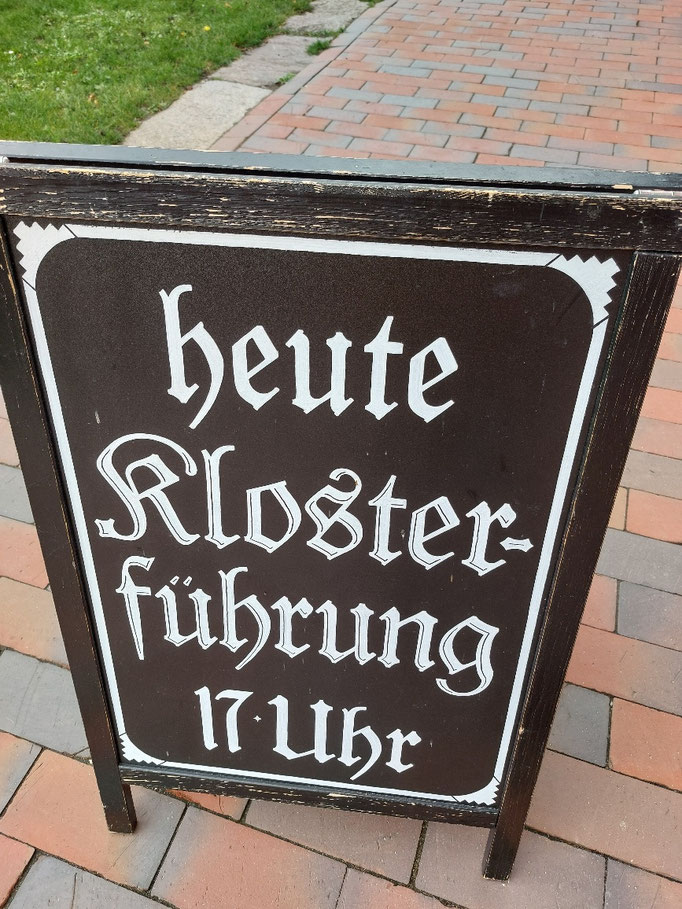 heute
Kloster-
führung
17. Uhr